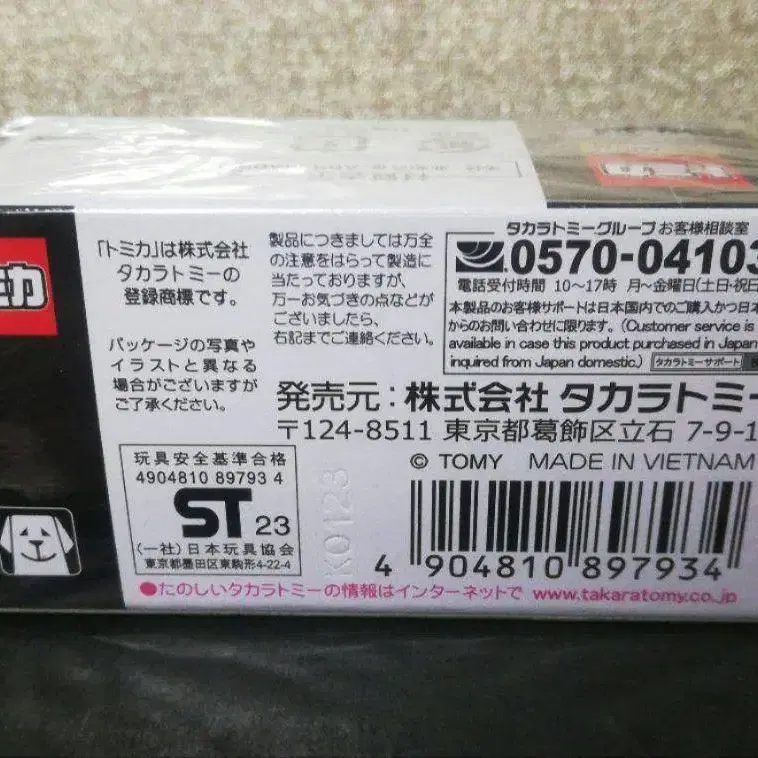 トミカ
「トミカ」は株式会社
タカラトミーの
登録商標です。
パッケージの写真や
イラストと異なる
場合がございますが
ご了承ください。
製品につきましては万全
の注意をはらって製造に
当たっておりますが、
万一お気づきの点などが
ございましたら、
右記までご連絡ください。
タカラトミーグループお客様相談室
0570-04103
電話受付時間 10〜17時 月〜金曜日(土日・祝日
本製品のお客様サポートは日本国内でのご購入かつ日本
からのお問い合わせに限ります。(Customer service is
available in case this product purchased in Japan
inquired from Japan domestic.) タカラトミーサポート
発売元：株式会社 タカラトミー
〒124-8511 東京都葛飾区立石 7-9-1
© TOMY MADE IN VIETNAM
玩具安全基準合格
4904810 89793 4
ST 23
(一社)日本玩具協会
東京都墨田区東駒形4-22-4
K0123
4 904810 897934
●たのしいタカラトミーの情報はインターネットで www.takaratomy.co.jp